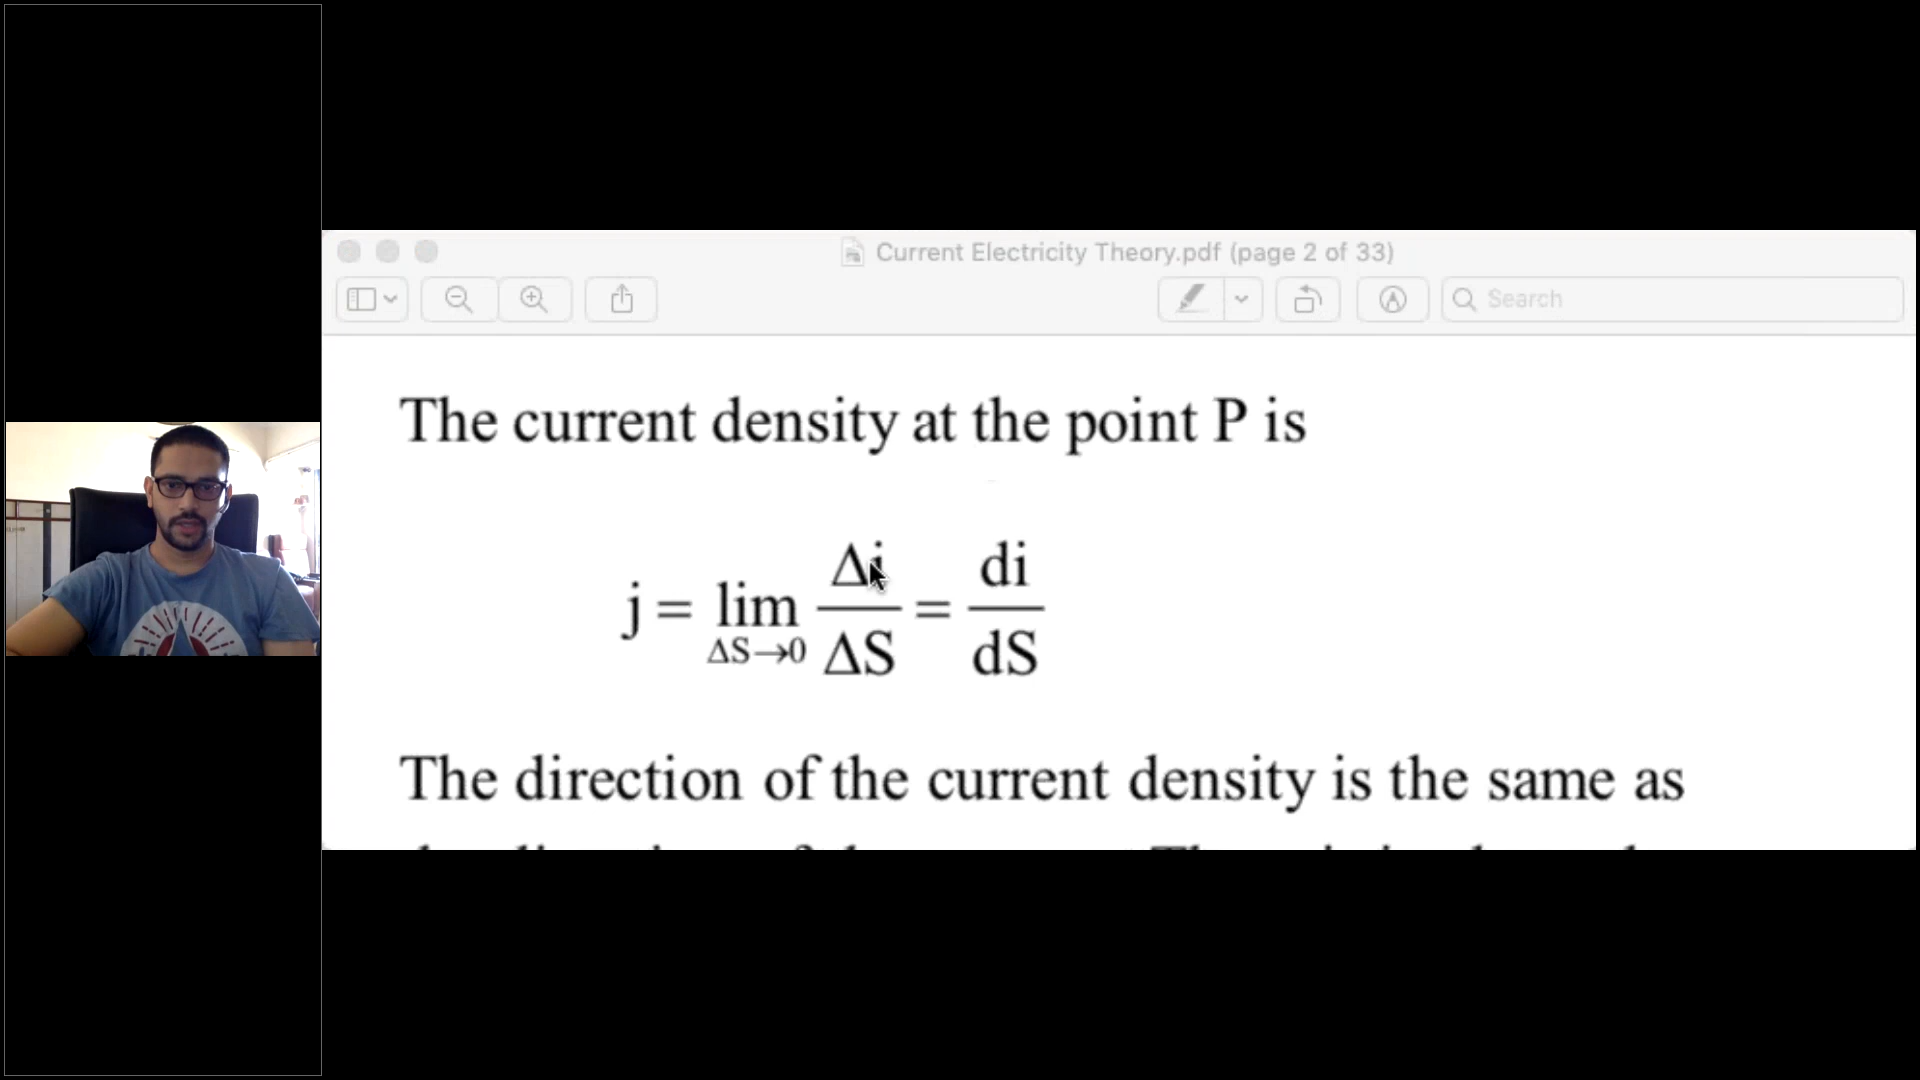 Current Electricity Theory.pdf (page 2 of 33)
Search
The current density at the point P is
j = lim ΔS→0 Δi/ΔS = di/dS
The direction of the current density is the same as